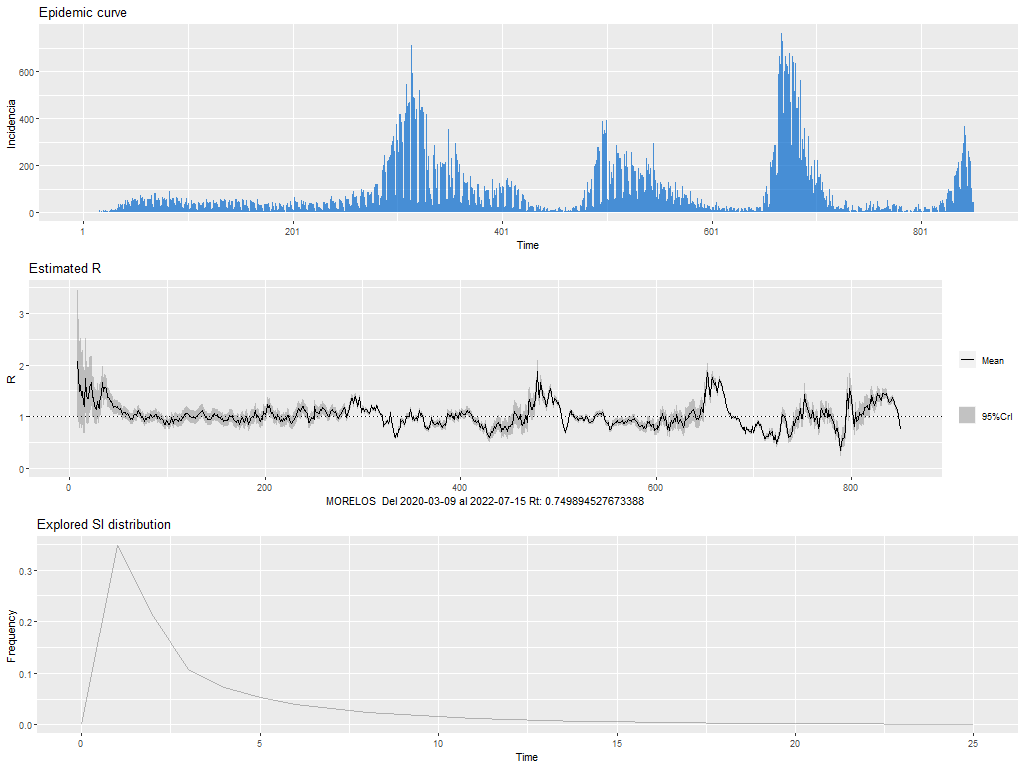 Epidemic curve
Incidencia
600
400
200
0
1
201
401
601
801
Time
Estimated R
R
3
2
1
0
0
200
400
600
800
MORELOS Del 2020-03-09 al 2022-07-15 Rt: 0.749894527673388
Mean
95%CrI
Explored SI distribution
Frequency
0.3
0.2
0.1
0.0
0
5
10
15
20
25
Time